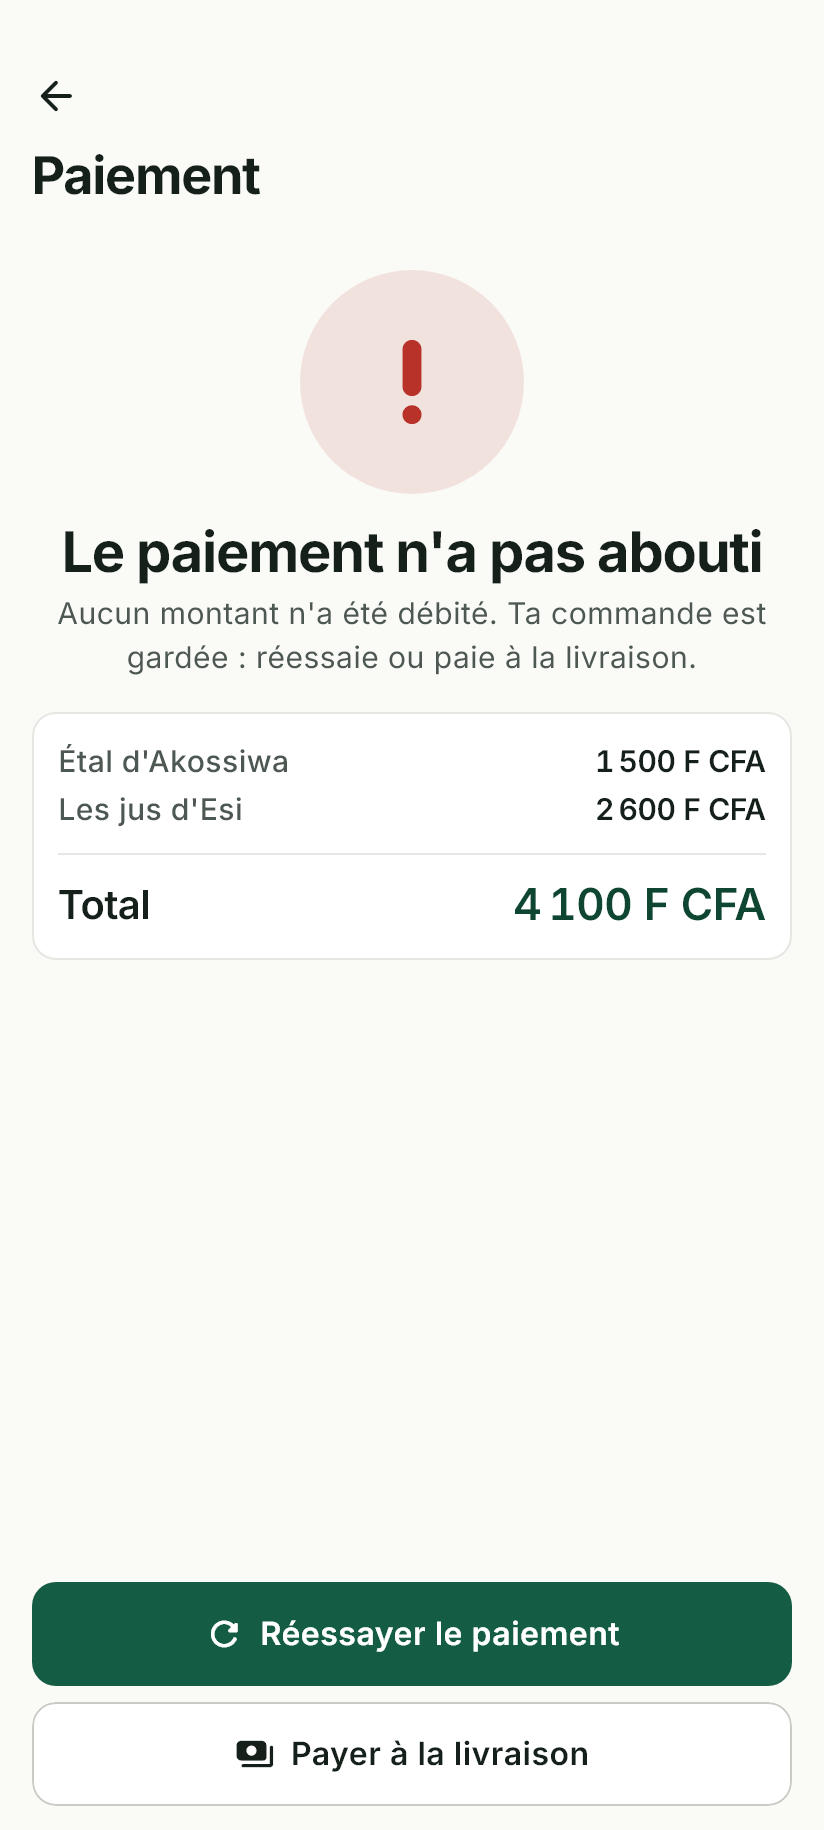 Paiement
Le paiement n'a pas abouti
Aucun montant n'a été débité. Ta commande est
gardée : réessaie ou paie à la livraison.
Étal d'Akossiwa 1 500 F CFA
Les jus d'Esi 2 600 F CFA
Total 4 100 F CFA
Réessayer le paiement
Payer à la livraison